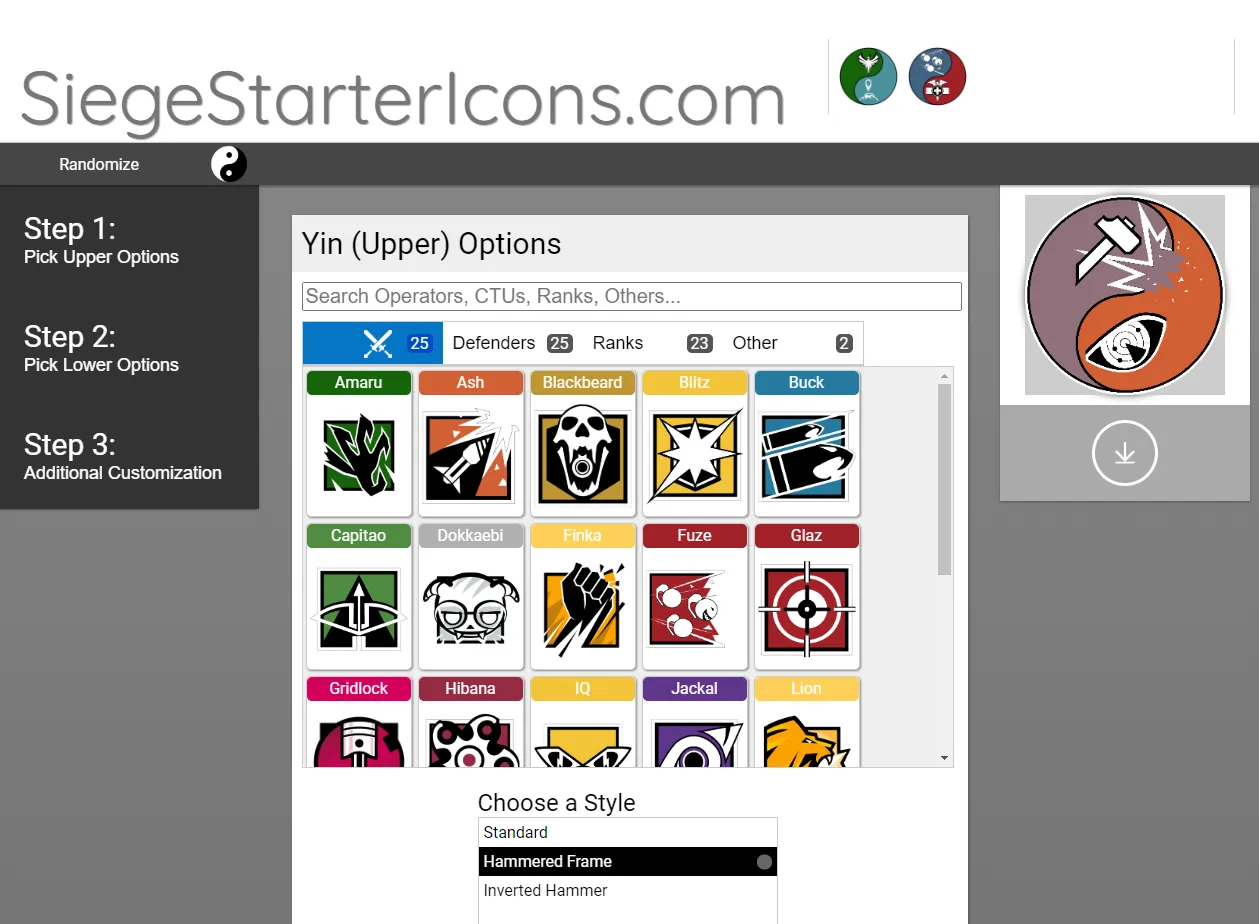 SiegeStarterIcons.com
Randomize
Step 1:
Pick Upper Options
Step 2:
Pick Lower Options
Step 3:
Additional Customization
Yin (Upper) Options
Search Operators, CTUs, Ranks, Others...
25 Defenders 25 Ranks 23 Other 2
Amaru Ash Blackbeard Blitz Buck
Capitao Dokkaebi Finka Fuze Glaz
Gridlock Hibana IQ Jackal Lion
Choose a Style
Standard
Hammered Frame
Inverted Hammer